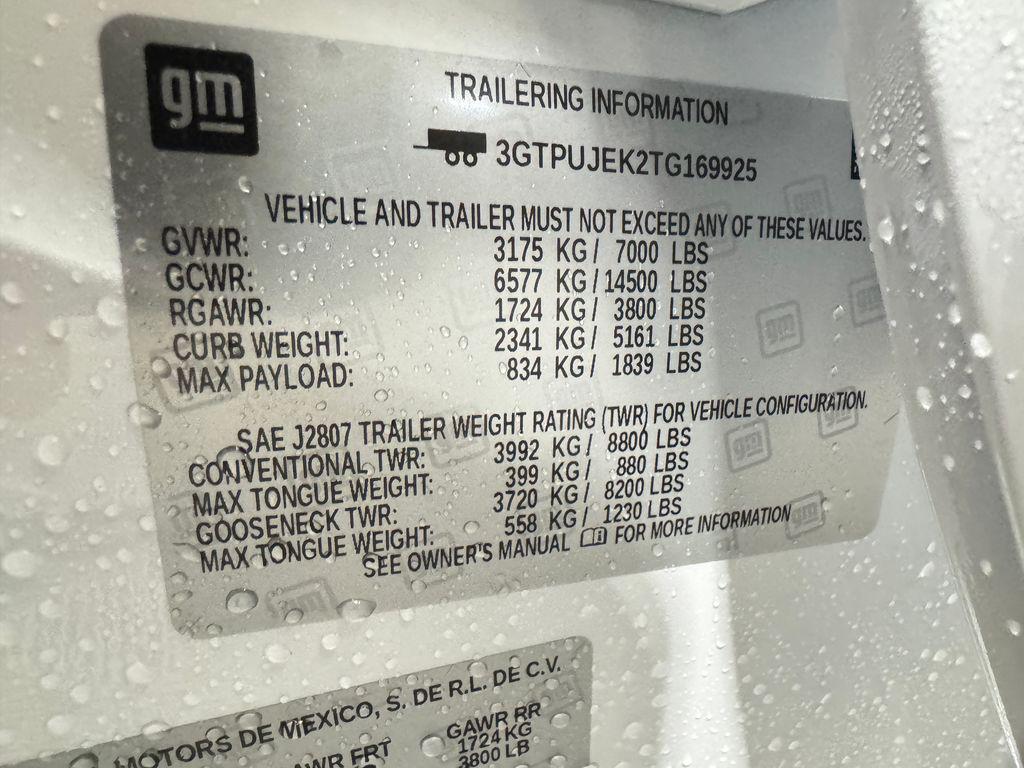 gm
TRAILERING INFORMATION
3GTPUJEK2TG169925
VEHICLE AND TRAILER MUST NOT EXCEED ANY OF THESE VALUES.
GVWR: 3175 KG/ 7000 LBS
GCWR: 6577 KG/ 14500 LBS
RGAWR: 1724 KG/ 3800 LBS
CURB WEIGHT: 2341 KG/ 5161 LBS
MAX PAYLOAD: 834 KG/ 1839 LBS
SAE J2807 TRAILER WEIGHT RATING (TWR) FOR VEHICLE CONFIGURATION.
CONVENTIONAL TWR: 3992 KG/ 8800 LBS
MAX TONGUE WEIGHT: 399 KG/ 880 LBS
GOOSENECK TWR: 3720 KG/ 8200 LBS
MAX TONGUE WEIGHT: 558 KG/ 1230 LBS
SEE OWNER'S MANUAL FOR MORE INFORMATION
MOTORS DE MEXICO, S. DE R.L. DE C.V.
FRT GAWR RR
1724 KG
3800 LB